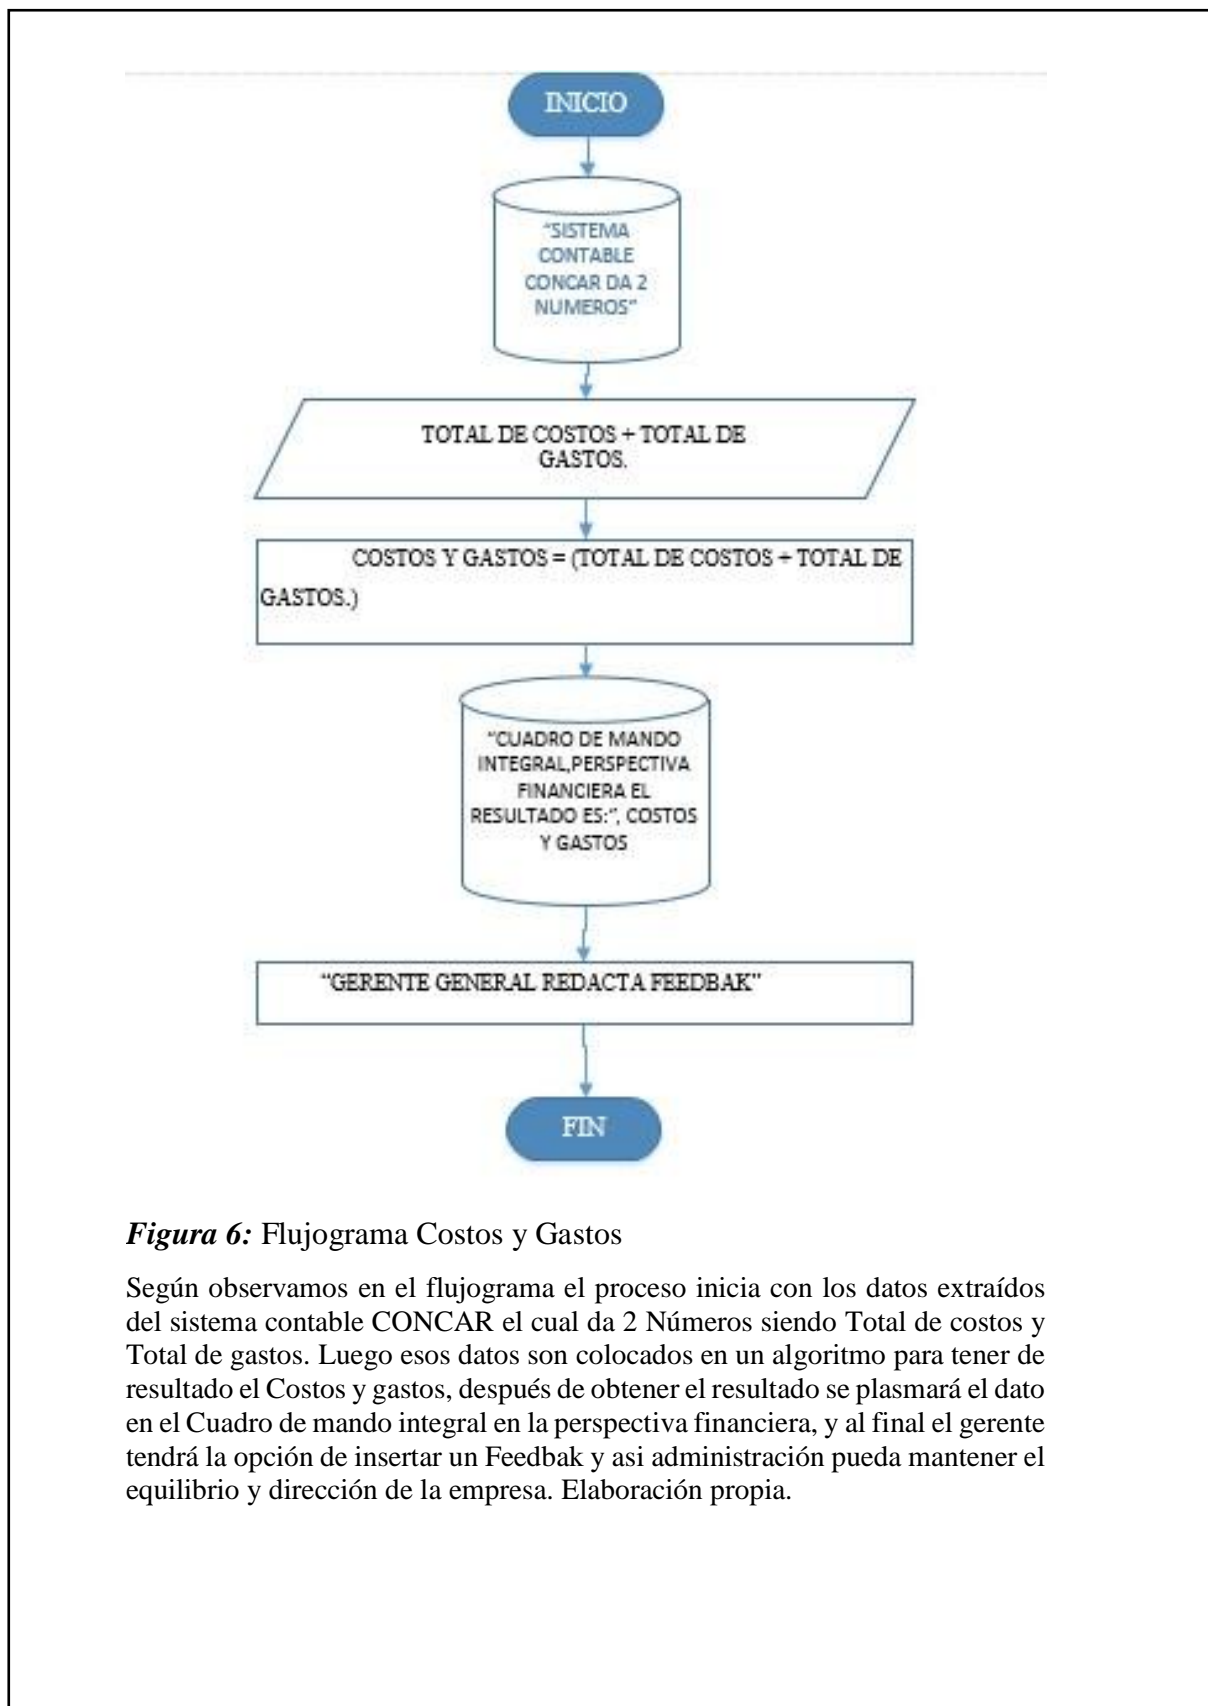 INICIO
“SISTEMA
CONTABLE
CONCAR DA 2
NUMEROS”
TOTAL DE COSTOS + TOTAL DE
GASTOS.
COSTOS Y GASTOS = (TOTAL DE COSTOS + TOTAL DE
GASTOS.)
“CUADRO DE MANDO
INTEGRAL,PERSPECTIVA
FINANCIERA EL
RESULTADO ES:”, COSTOS
Y GASTOS
“GERENTE GENERAL REDACTA FEEDBAK”
FIN
Figura 6: Flujograma Costos y Gastos
Según observamos en el flujograma el proceso inicia con los datos extraídos
del sistema contable CONCAR el cual da 2 Números siendo Total de costos y
Total de gastos. Luego esos datos son colocados en un algoritmo para tener de
resultado el Costos y gastos, después de obtener el resultado se plasmará el dato
en el Cuadro de mando integral en la perspectiva financiera, y al final el gerente
tendrá la opción de insertar un Feedbak y asi administración pueda mantener el
equilibrio y dirección de la empresa. Elaboración propia.